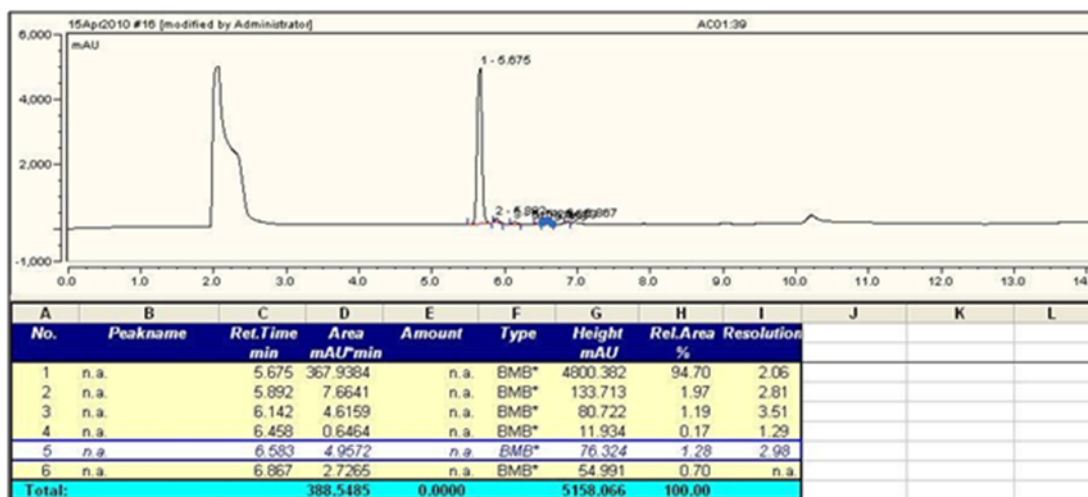 15Apr2010 #16 [modified by Administrator] AC01:39
6,000
mAU
1 - 5.675
4,000
2,000
2 - 5.892
-1,000
0.0 1.0 2.0 3.0 4.0 5.0 6.0 7.0 8.0 9.0 10.0 11.0 12.0 13.0
A B C D E F G H I J K L
No. Peakname Ret.Time Area Amount Type Height Rel.Area Resolution
min mAU*min mAU %
1 n.a. 5.675 367.9384 n.a. BMB* 4800.382 94.70 2.06
2 n.a. 5.892 7.6641 n.a. BMB* 133.713 1.97 2.81
3 n.a. 6.142 4.6159 n.a. BMB* 80.722 1.19 3.51
4 n.a. 6.458 0.6464 n.a. BMB* 11.934 0.17 1.29
5 n.a. 6.583 4.9572 n.a. BMB* 76.324 1.28 2.98
6 n.a. 6.867 2.7265 n.a. BMB* 54.991 0.70 n.a.
Total: 388.5485 0.0000 5158.066 100.00